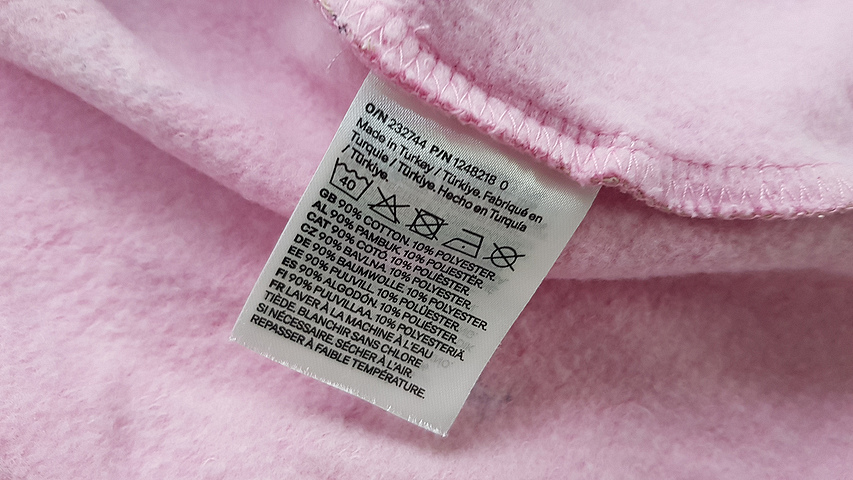 O/N 232744 P/N 1248218 0
Made in Turkey / Türkiye. Fabriqué en
Turquie / Türkiye. Hecho en Turquía
/ Türkiye.
40
GB 90% COTTON. 10% POLYESTER.
AL 90% PAMBUK. 10% POLIESTËR.
CAT 90% COTÓ. 10% POLIÈSTER.
CZ 90% BAVLNA. 10% POLYESTER.
DE 90% BAUMWOLLE. 10% POLYESTER.
EE 90% PUUVILL. 10% POLÜESTER.
ES 90% ALGODÓN. 10% POLIÉSTER.
FI 90% PUUVILLAA. 10% POLYESTERIÄ.
FR LAVER À LA MACHINE À L'EAU
TIÈDE. BLANCHIR SANS CHLORE
SI NÉCESSAIRE. SÉCHER À L'AIR.
REPASSER À FAIBLE TEMPÉRATURE.